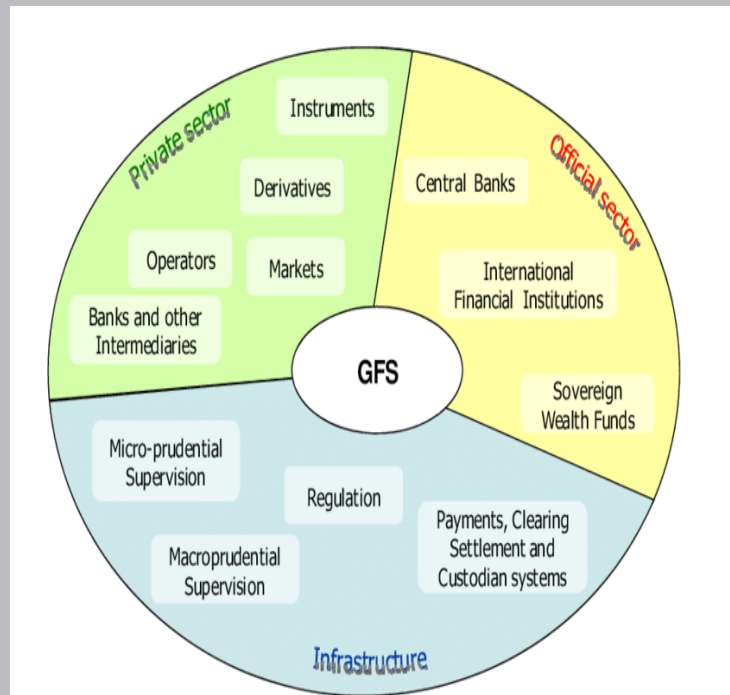 Private sector
Instruments
Derivatives
Operators
Markets
Banks and other
Intermediaries
Official sector
Central Banks
International
Financial Institutions
Sovereign
Wealth Funds
GFS
Micro-prudential
Supervision
Regulation
Payments, Clearing
Settlement and
Custodian systems
Macroprudential
Supervision
Infrastructure